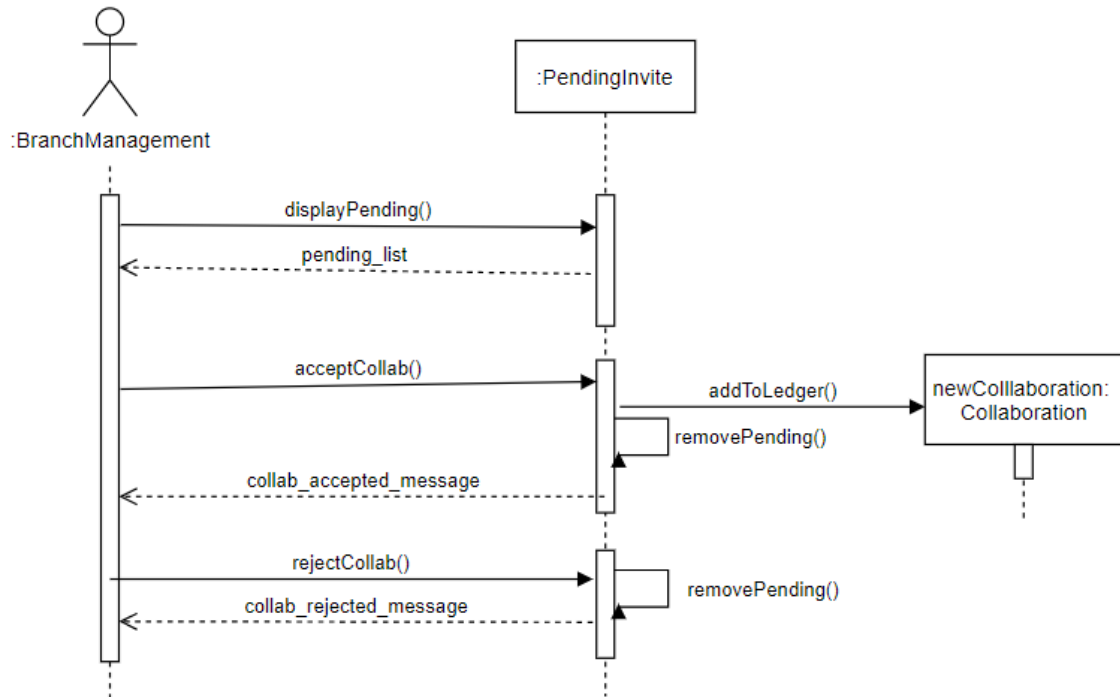 :PendingInvite
:BranchManagement
displayPending()
pending_list
acceptCollab()
addToLedger()
newColllaboration:
Collaboration
removePending()
collab_accepted_message
rejectCollab()
removePending()
collab_rejected_message